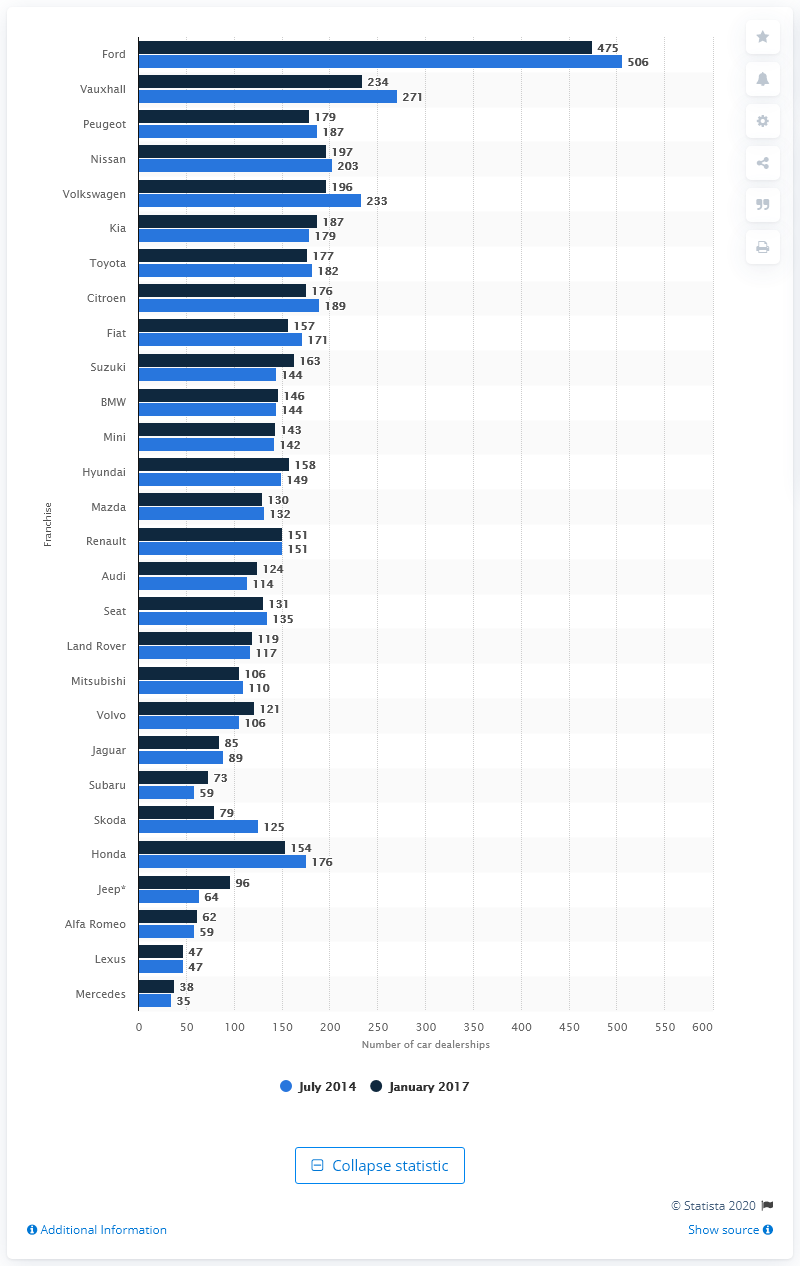 Ford 475
506
Vauxhall 234
271
Peugeot 179
187
Nissan 197
203
Volkswagen 196
233
Kia 187
179
Toyota 177
182
Citroen 176
189
Fiat 157
171
Suzuki 163
144
BMW 146
144
Mini 143
142
Hyundai 158
149
Mazda 130
132
Franchise
Renault 151
151
Audi 124
114
Seat 131
135
Land Rover 119
117
Mitsubishi 106
110
Volvo 121
106
Jaguar 85
89
Subaru 73
59
Skoda 79
125
Honda 154
176
Jeep* 96
64
Alfa Romeo 62
59
Lexus 47
47
Mercedes 38
35
0 50 100 150 200 250 300 350 400 450 500 550 600
Number of car dealerships
July 2014 January 2017
Collapse statistic
© Statista 2020
Additional Information Show source